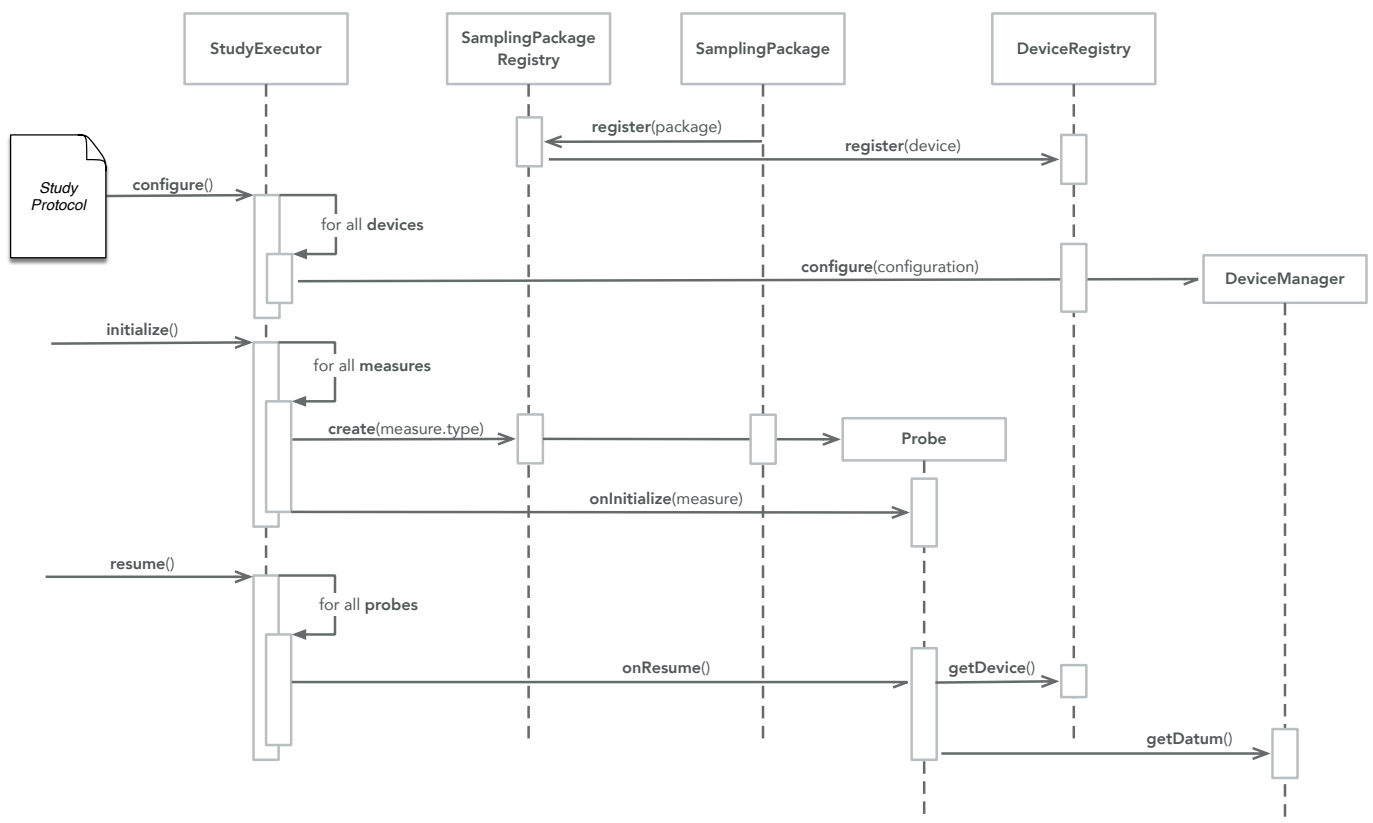 StudyExecutor
SamplingPackage
Registry
SamplingPackage
DeviceRegistry
register(package)
register(device)
Study
Protocol
configure()
for all devices
configure(configuration)
DeviceManager
initialize()
for all measures
create(measure.type)
Probe
onInitialize(measure)
resume()
for all probes
onResume()
getDevice()
getDatum()